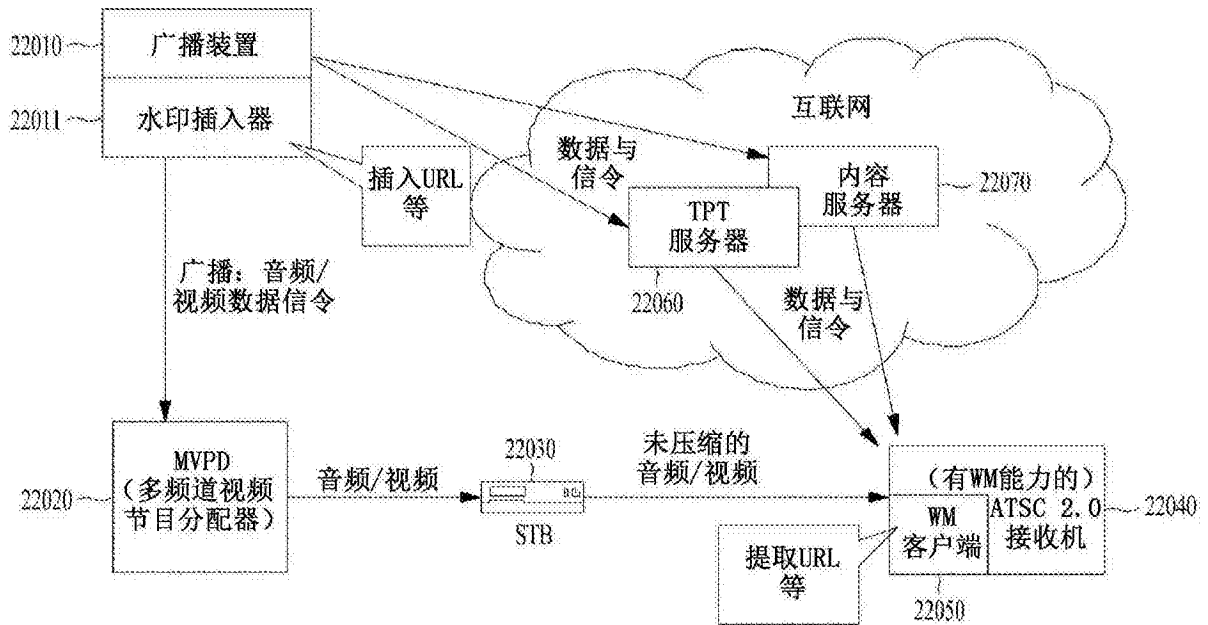 22010
广播装置
22011
水印插入器
插入URL
等
互联网
数据与
信令
内容
服务器
22070
TPT
服务器
22060
广播：音频/
视频数据信令
数据与
信令
MVPD
（多频道视频
节目分配器）
22020
音频/视频
22030
STB
未压缩的
音频/视频
（有WM能力的）
ATSC 2.0
接收机
22040
WM
客户端
22050
提取URL
等